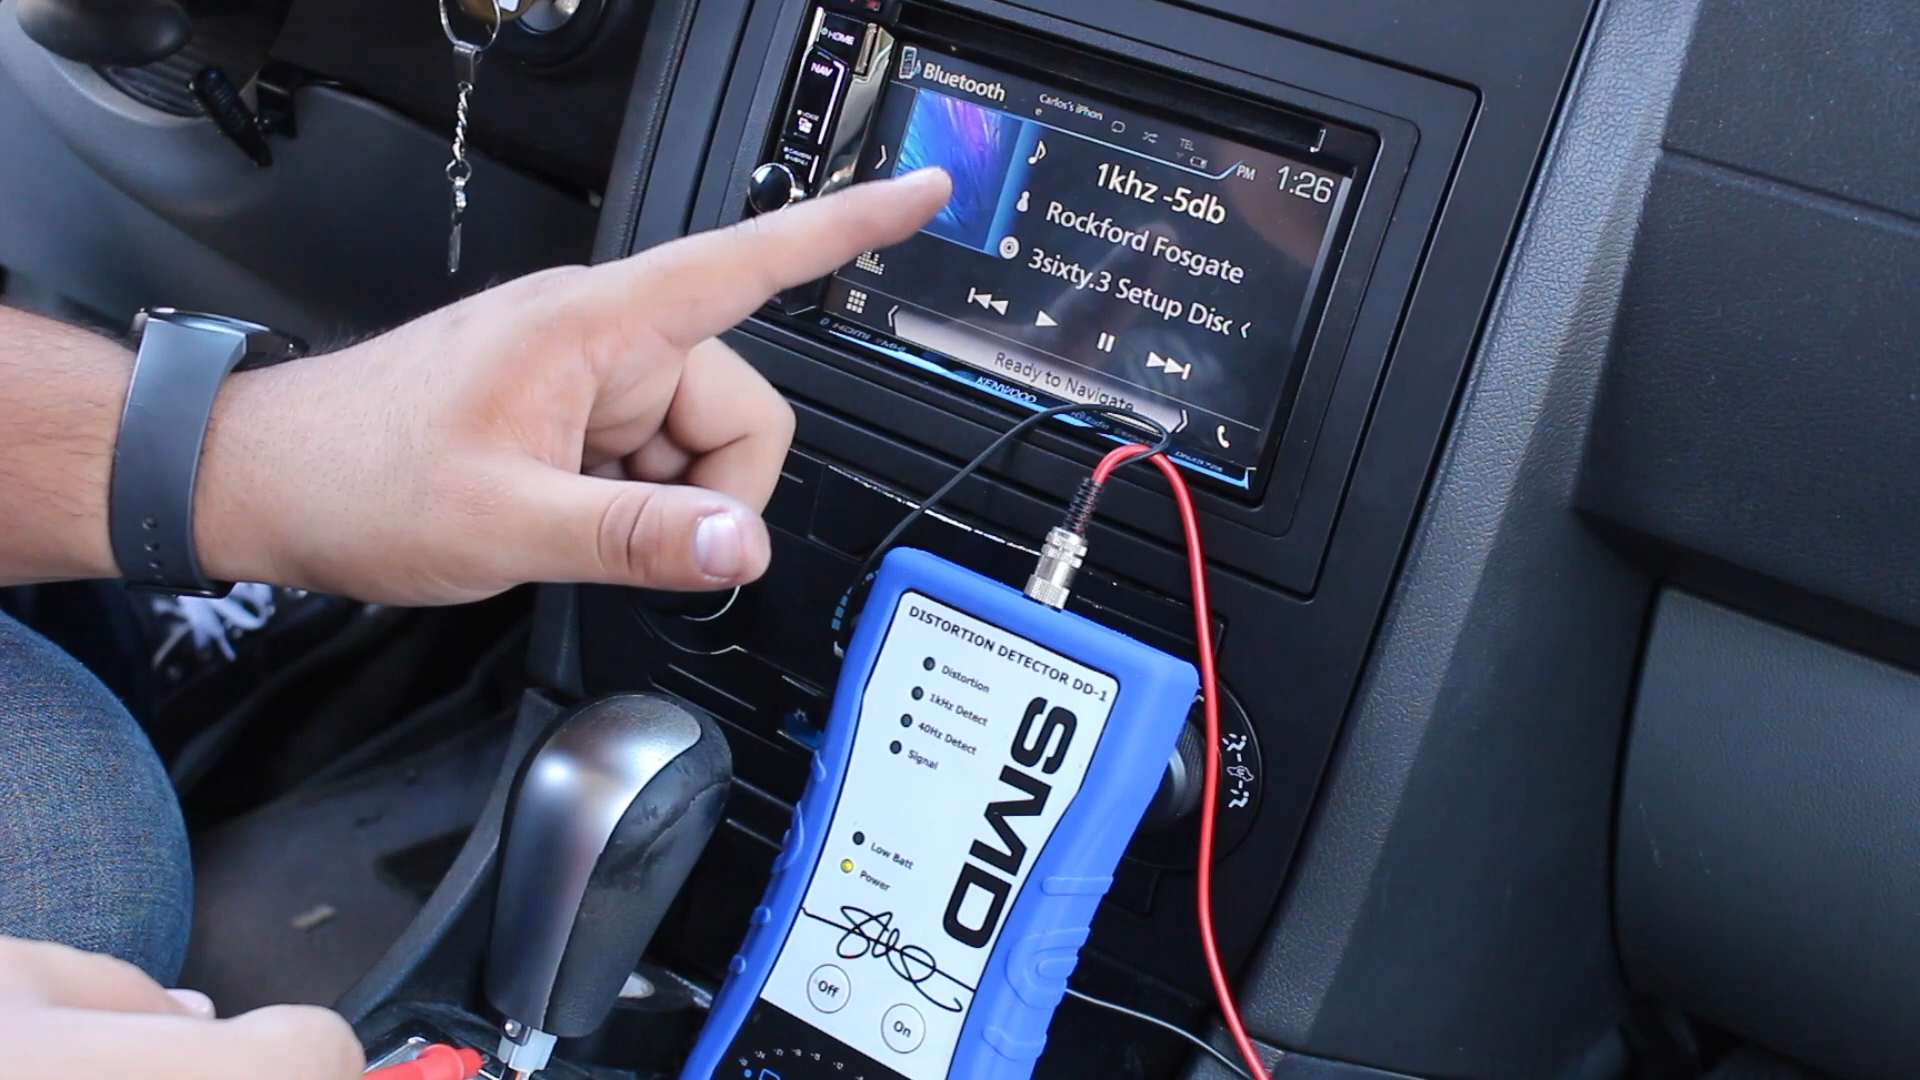 HOME
NAV
Bluetooth
Carlos's iPhon
e
TEL
PM 1:26
1khz -5db
Rockford Fosgate
3sixty.3 Setup Disc
Ready to Navigate
HDMI
KENWOOD
DISTORTION DETECTOR DD-1
Distortion
1kHz Detect
40Hz Detect
Signal
SMD
Low Batt
Power
Off
On